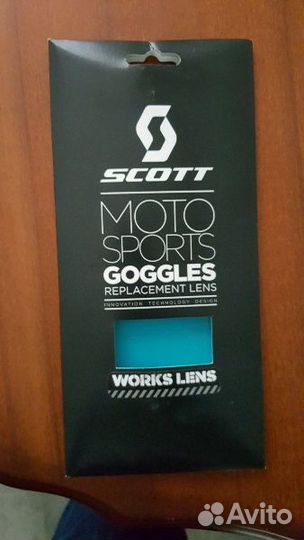 SCOTT
MOTO
SPORTS
GOGGLES
REPLACEMENT LENS
INNOVATION TECHNOLOGY DESIGN
WORKS LENS
Avito